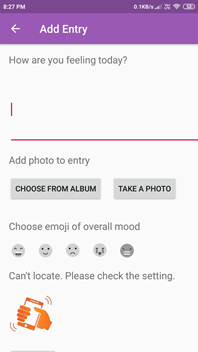 8:27 PM
0.1KB/s
Add Entry
How are you feeling today?
Add photo to entry
CHOOSE FROM ALBUM
TAKE A PHOTO
Choose emoji of overall mood
Can't locate. Please check the setting.